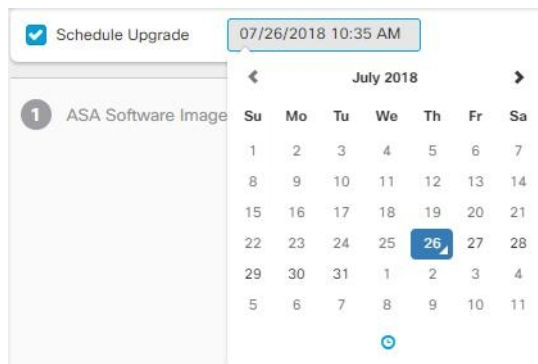 Schedule Upgrade
07/26/2018 10:35 AM
July 2018
1 ASA Software Image
Su Mo Tu We Th Fr Sa
1 2 3 4 5 6 7
8 9 10 11 12 13 14
15 16 17 18 19 20 21
22 23 24 25 26 27 28
29 30 31 1 2 3 4
5 6 7 8 9 10 11